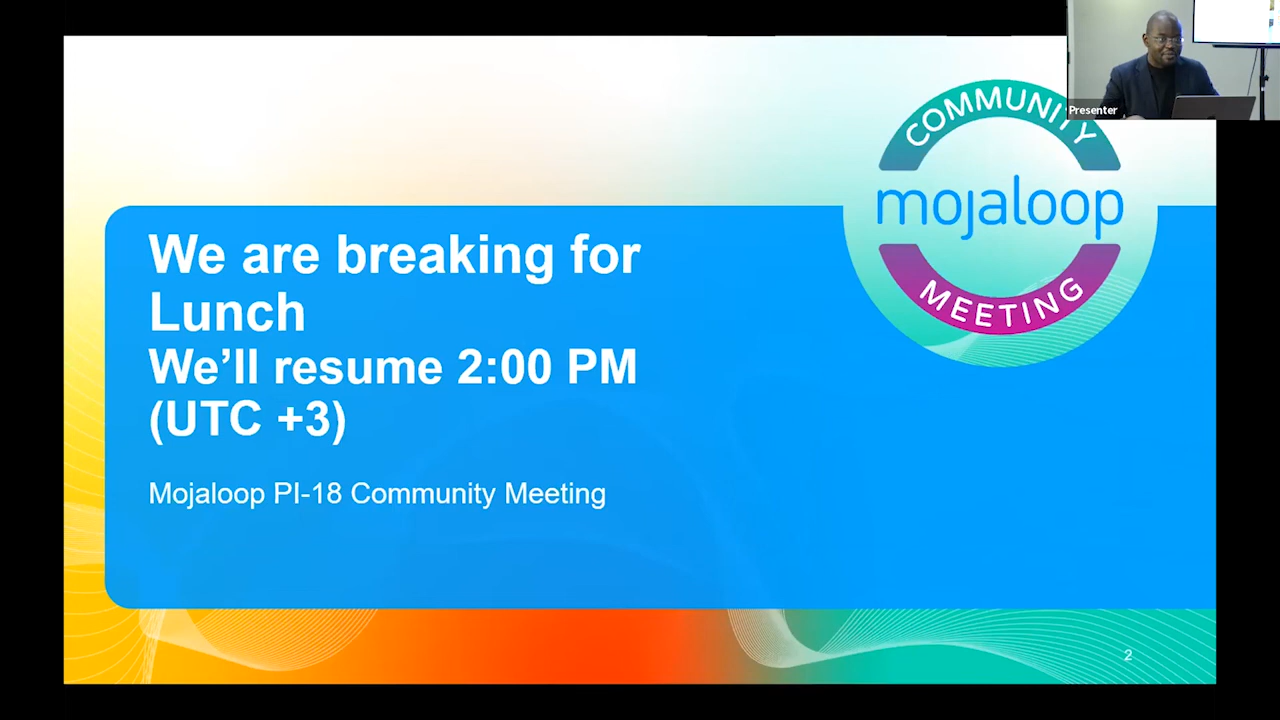 Presenter
COMMUNITY
mojaloop
MEETING
We are breaking for
Lunch
We’ll resume 2:00 PM
(UTC +3)
Mojaloop PI-18 Community Meeting
2